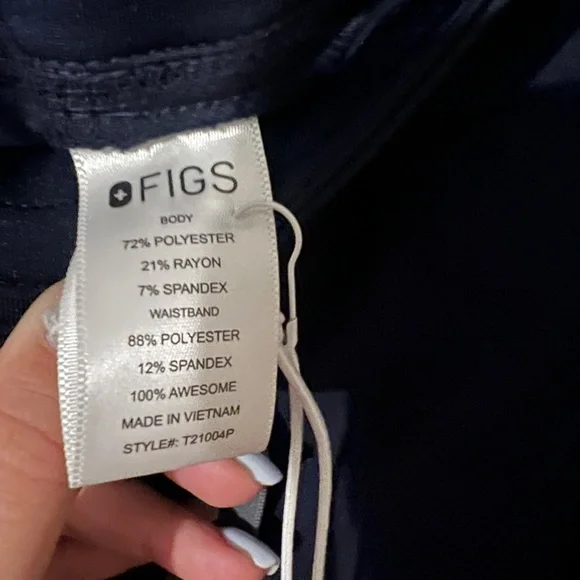 FIGS
BODY
72% POLYESTER
21% RAYON
7% SPANDEX
WAISTBAND
88% POLYESTER
12% SPANDEX
100% AWESOME
MADE IN VIETNAM
STYLE#: T21004P